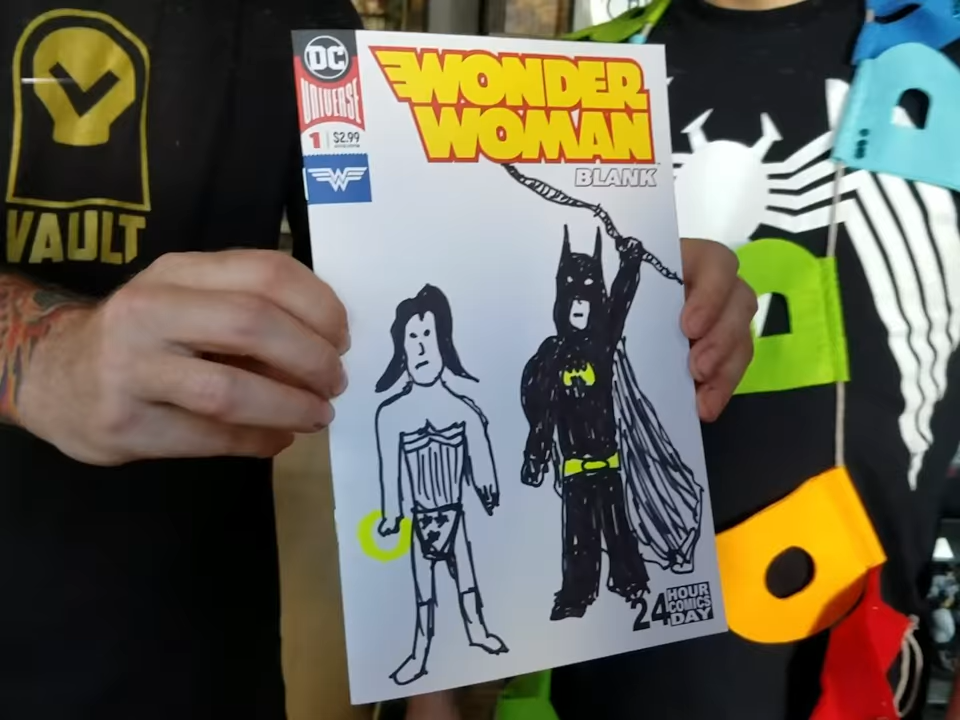 VAULT
DC
UNIVERSE
1 $2.99
WONDER
WOMAN
BLANK
24 HOUR
COMICS
DAY